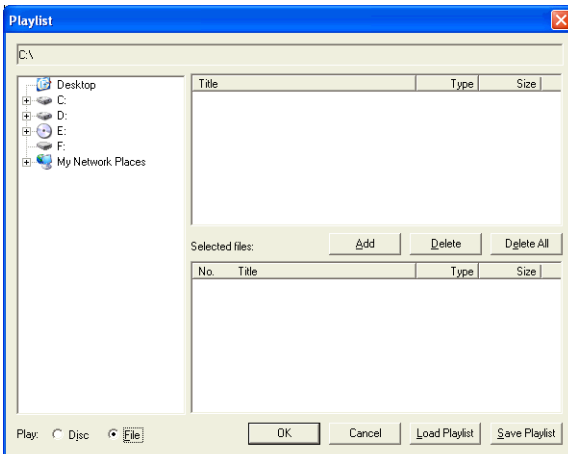 Playlist
C:\
Desktop
C:
D:
E:
F:
My Network Places
Title Type Size
Selected files: Add Delete Delete All
No. Title Type Size
Play: Disc File OK Cancel Load Playlist Save Playlist